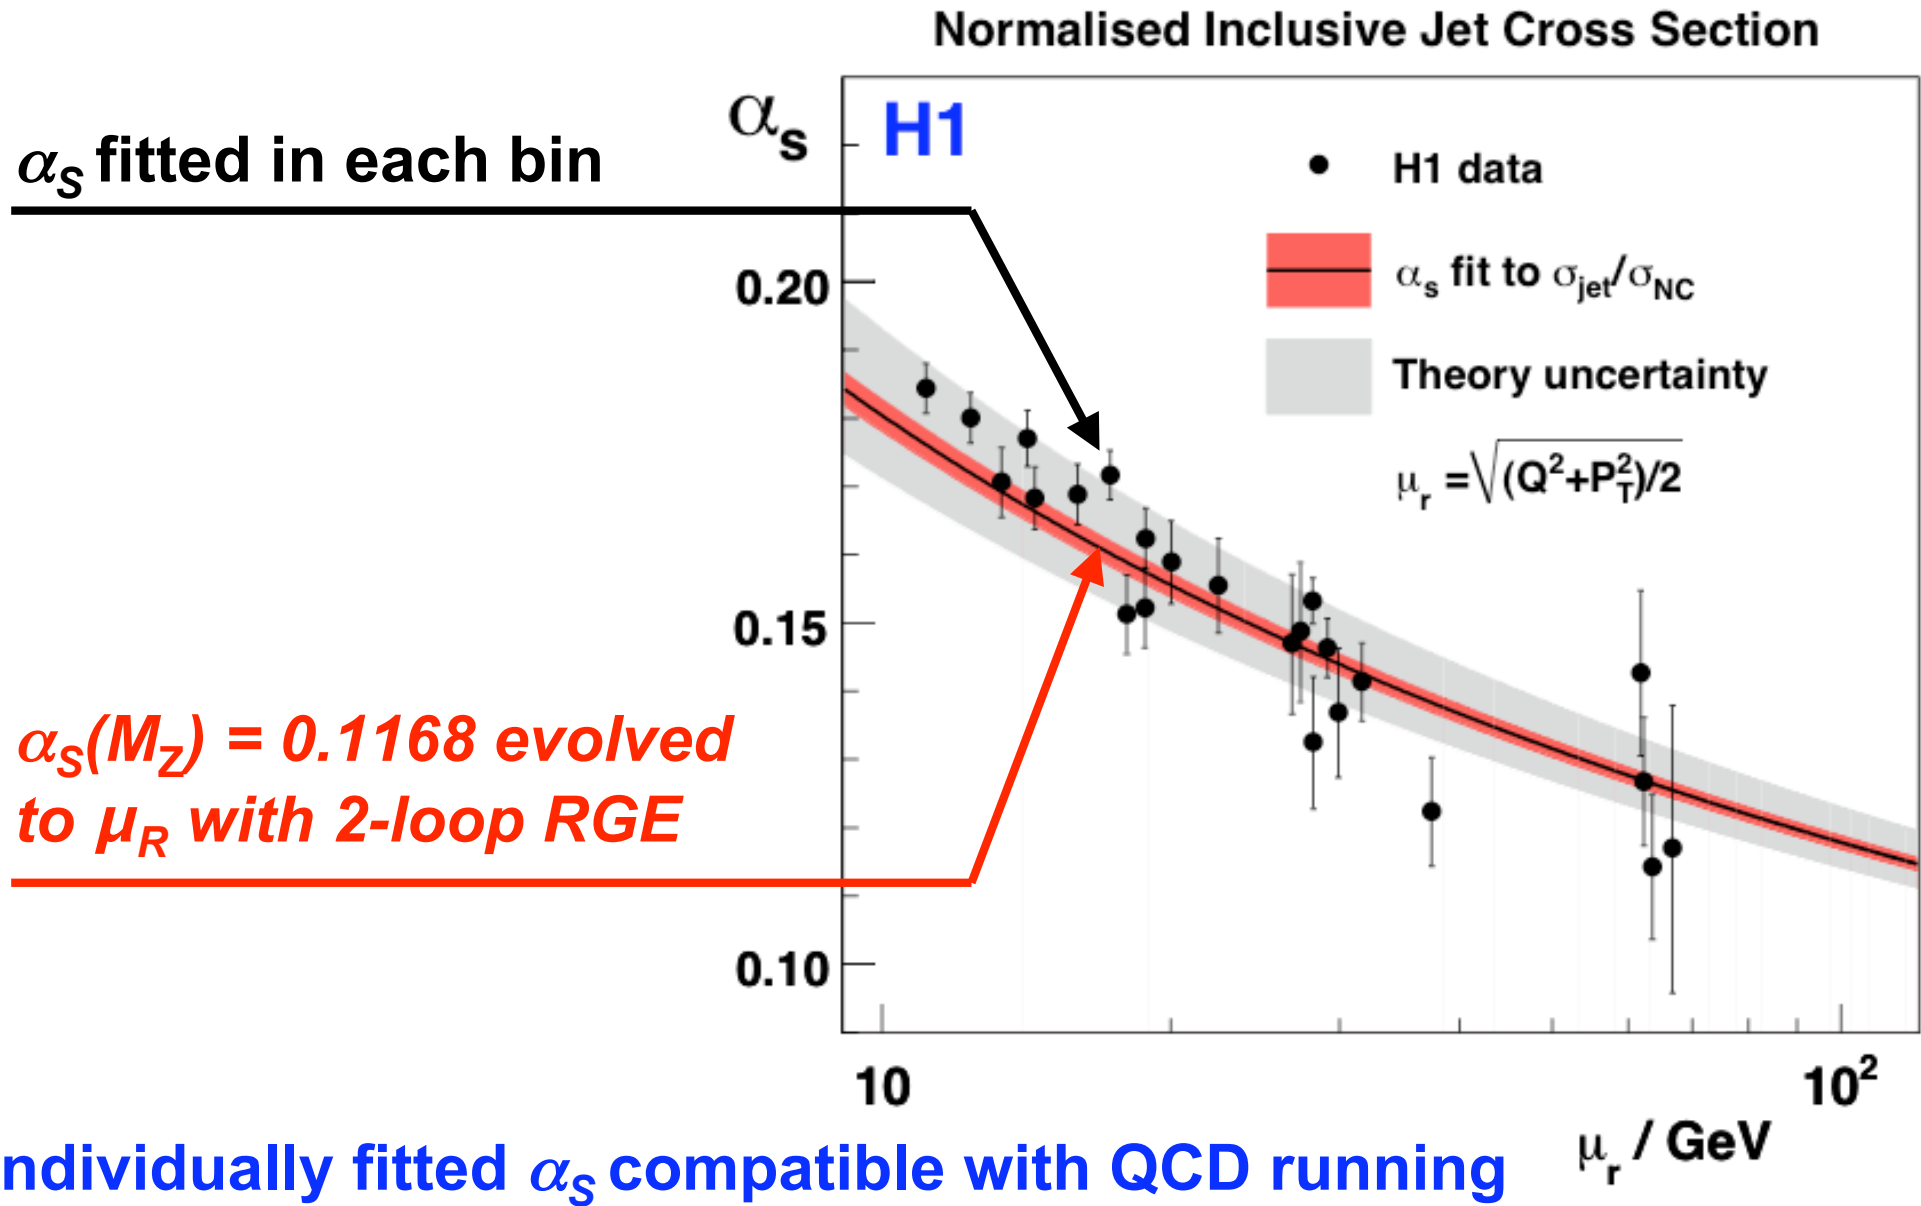 Normalised Inclusive Jet Cross Section
αs
H1
αS fitted in each bin
H1 data
αs fit to σjet/σNC
Theory uncertainty
μr =√(Q²+P²T)/2
0.20
0.15
0.10
αS(MZ) = 0.1168 evolved
to μR with 2-loop RGE
10
10²
μr / GeV
ndividually fitted αS compatible with QCD running